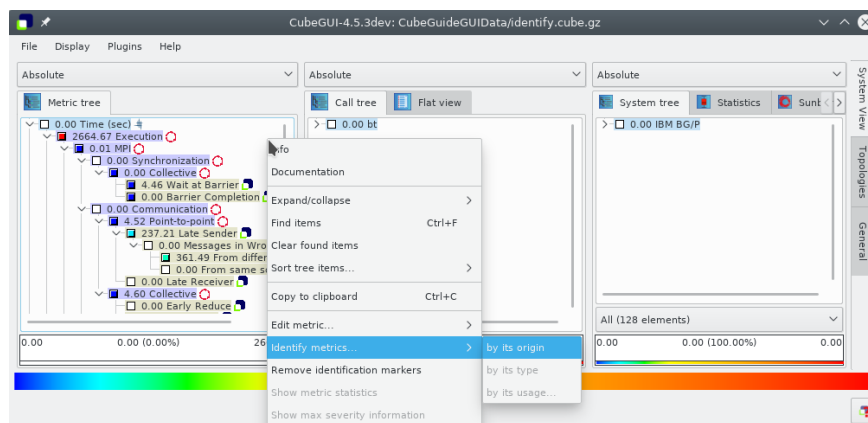 CubeGUI-4.5.3dev: CubeGuideGUIData/identify.cube.gz
File Display Plugins Help
Absolute Absolute Absolute
Metric tree Call tree Flat view System tree Statistics
0.00 Time (sec)
2664.67 Execution
0.01 MPI
0.00 Synchronization
0.00 Collective
4.46 Wait at Barrier
0.00 Barrier Completion
0.00 Communication
4.52 Point-to-point
237.21 Late Sender
0.00 Messages in Wro
361.49 From differ
0.00 From same s
0.00 Late Receiver
4.60 Collective
0.00 Early Reduce
0.00 bt
0.00 IBM BG/P
Documentation
Expand/collapse
Find items Ctrl+F
Clear found items
Sort tree items...
Copy to clipboard Ctrl+C
Edit metric...
Identify metrics...
Remove identification markers
Show metric statistics
Show max severity information
by its origin
by its type
by its usage...
All (128 elements)
0.00 0.00 (0.00%) 26
0.00 0.00 (100.00%) 0.00
System View
Topologies
General